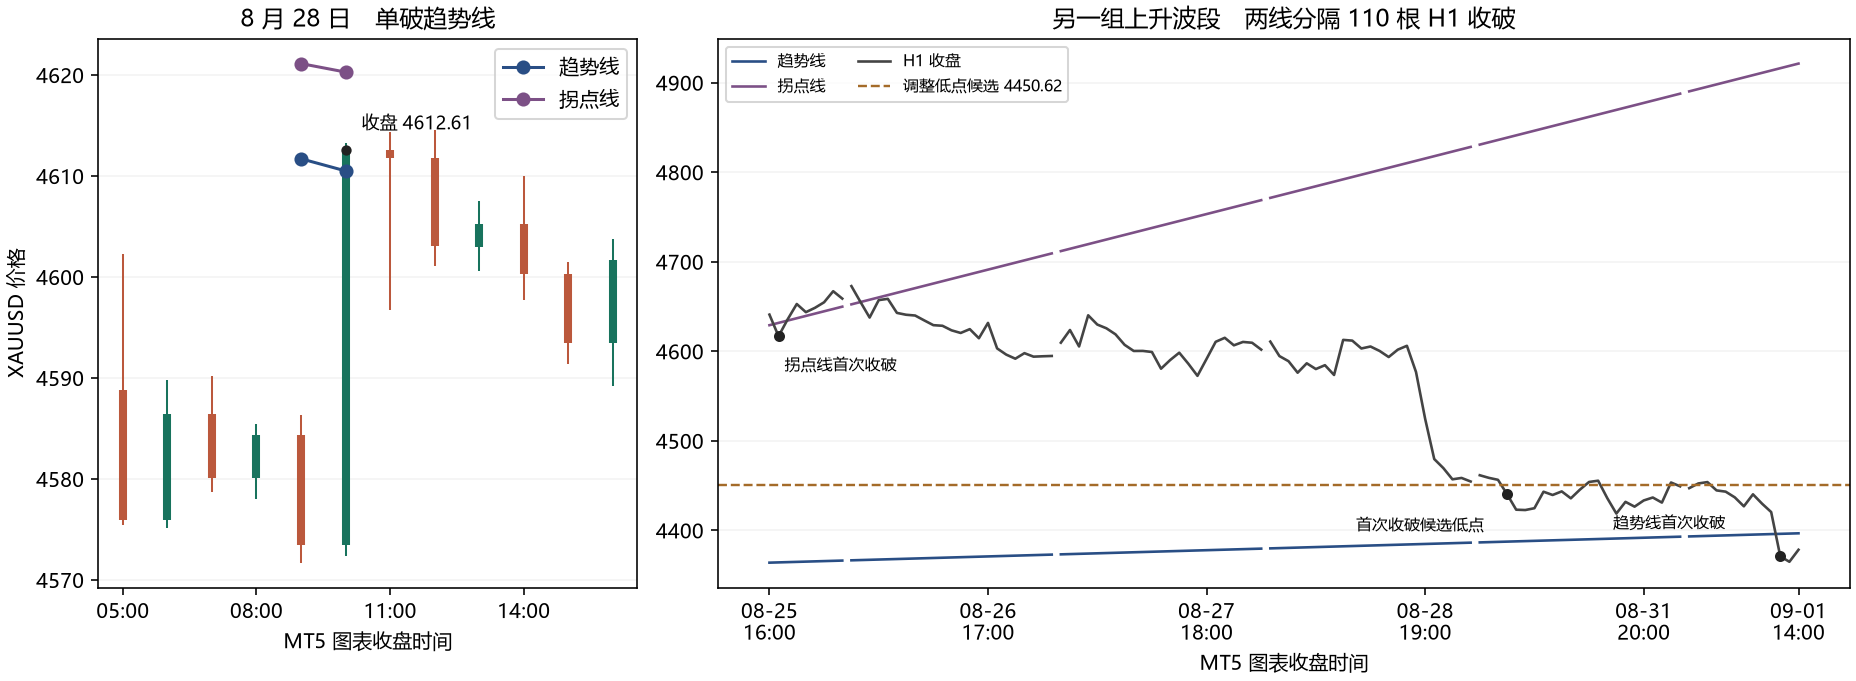 8 月 28 日　单破趋势线
趋势线
拐点线
收盘 4612.61
XAUUSD 价格
4620
4610
4600
4590
4580
4570
05:00
08:00
11:00
14:00
MT5 图表收盘时间
另一组上升波段　两线分隔 110 根 H1 收破
趋势线
拐点线
H1 收盘
调整低点候选 4450.62
4900
4800
4700
4600
4500
4400
拐点线首次收破
首次收破候选低点
趋势线首次收破
08-25
16:00
08-26
17:00
08-27
18:00
08-28
19:00
08-31
20:00
09-01
14:00
MT5 图表收盘时间